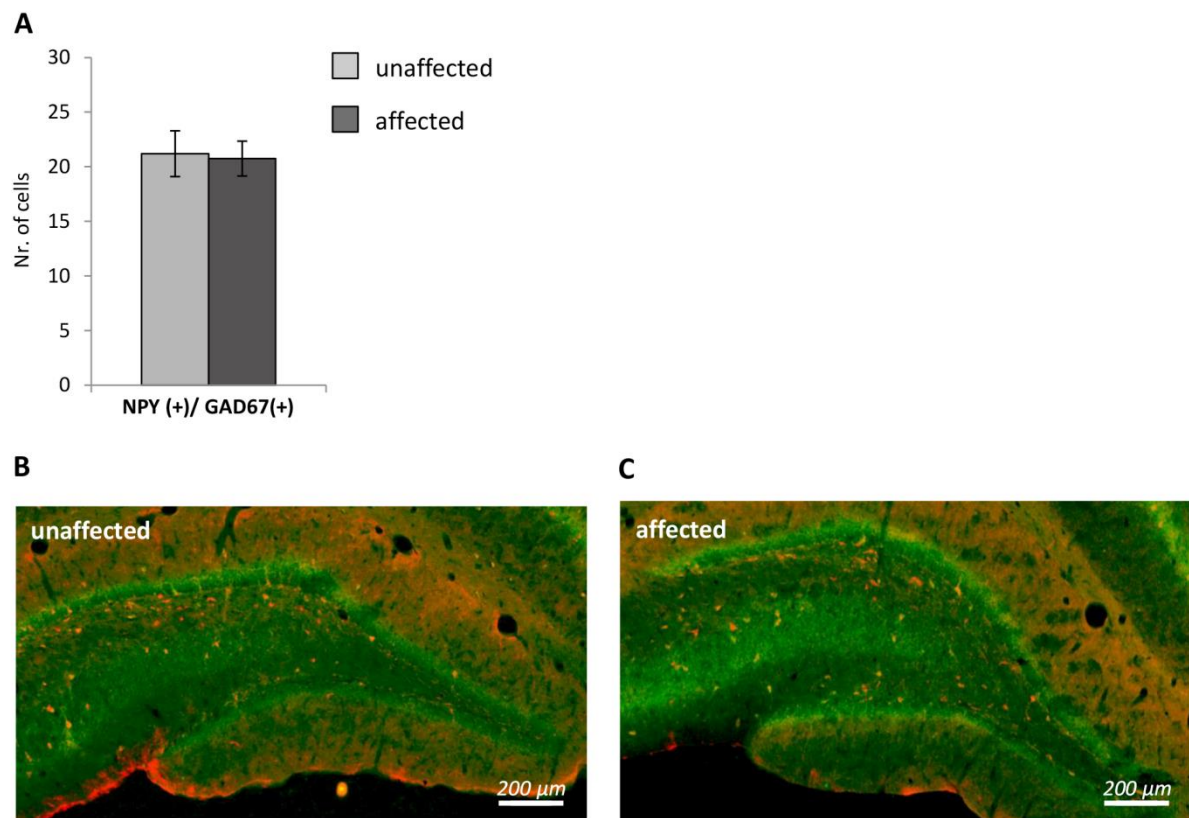 A
30
25
20
15
10
5
0
Nr. of cells
NPY (+)/ GAD67(+)
unaffected
affected
B
unaffected
200 µm
C
affected
200 µm